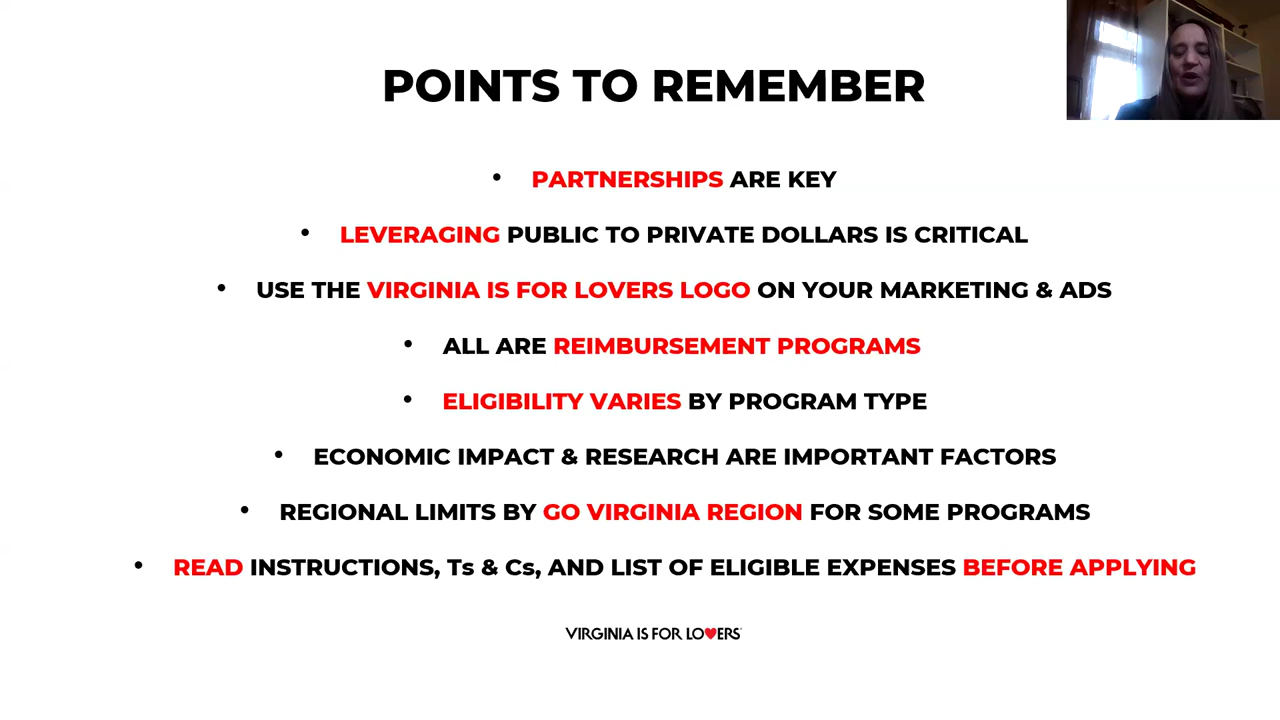 POINTS TO REMEMBER
• PARTNERSHIPS ARE KEY
• LEVERAGING PUBLIC TO PRIVATE DOLLARS IS CRITICAL
• USE THE VIRGINIA IS FOR LOVERS LOGO ON YOUR MARKETING & ADS
• ALL ARE REIMBURSEMENT PROGRAMS
• ELIGIBILITY VARIES BY PROGRAM TYPE
• ECONOMIC IMPACT & RESEARCH ARE IMPORTANT FACTORS
• REGIONAL LIMITS BY GO VIRGINIA REGION FOR SOME PROGRAMS
• READ INSTRUCTIONS, Ts & Cs, AND LIST OF ELIGIBLE EXPENSES BEFORE APPLYING
VIRGINIA IS FOR LO♥ERS